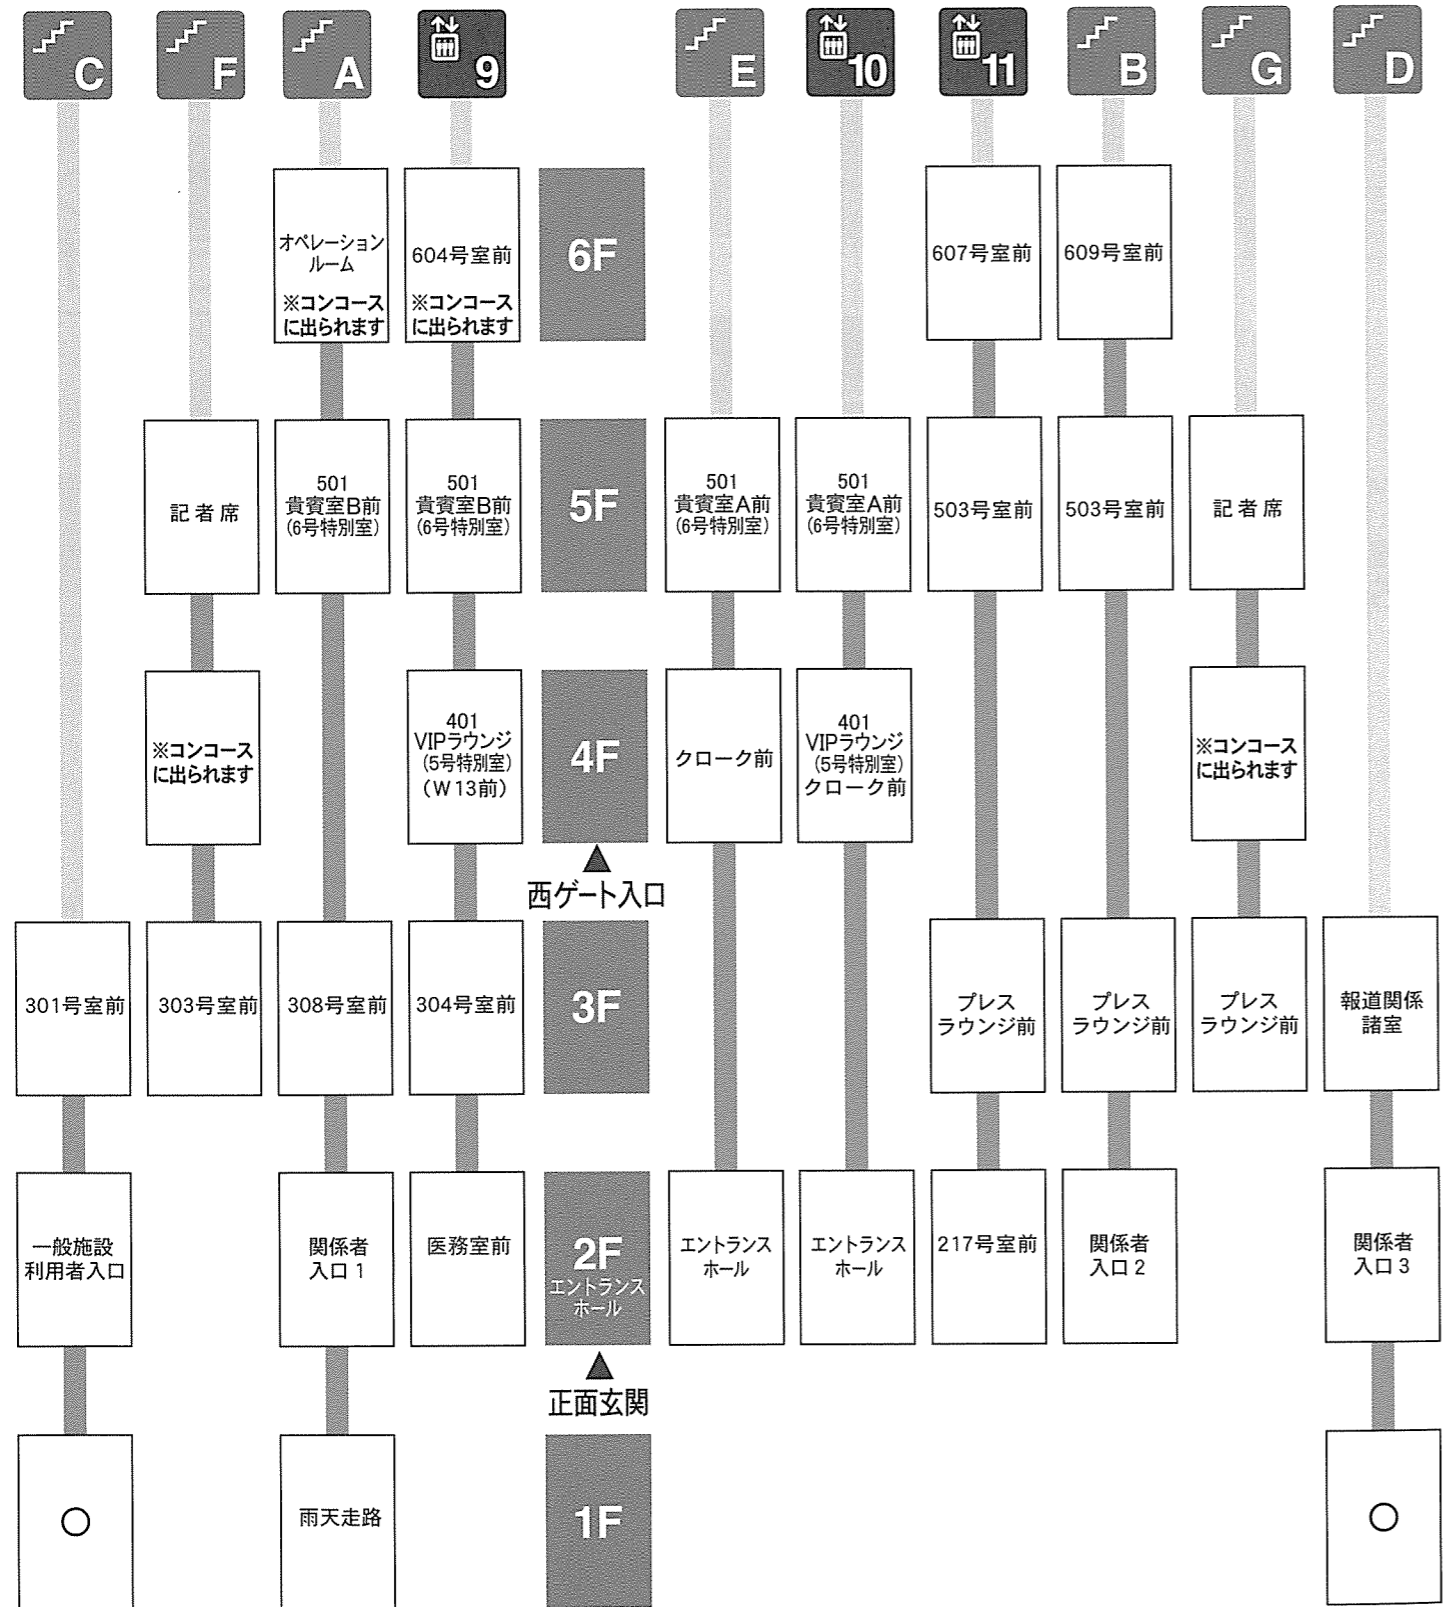 C
F
A
9
E
10
11
B
G
D
オペレーション
ルーム
※コンコース
に出られます
604号室前
※コンコース
に出られます
6F
607号室前
609号室前
記者席
501
貴賓室B前
(6号特別室)
501
貴賓室B前
(6号特別室)
5F
501
貴賓室A前
(6号特別室)
501
貴賓室A前
(6号特別室)
503号室前
503号室前
記者席
※コンコース
に出られます
401
VIPラウンジ
(5号特別室)
(W13前)
4F
西ゲート入口
クローク前
401
VIPラウンジ
(5号特別室)
クローク前
※コンコース
に出られます
301号室前
303号室前
308号室前
304号室前
3F
プレス
ラウンジ前
プレス
ラウンジ前
プレス
ラウンジ前
報道関係
諸室
一般施設
利用者入口
関係者
入口1
医務室前
2F
エントランス
ホール
正面玄関
エントランス
ホール
エントランス
ホール
217号室前
関係者
入口2
関係者
入口3
○
雨天走路
1F
○